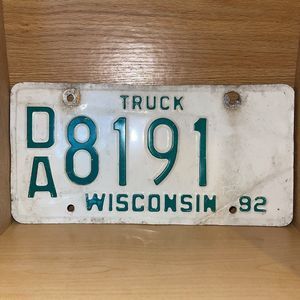 TRUCK
DA 8191
WISCONSIN 92